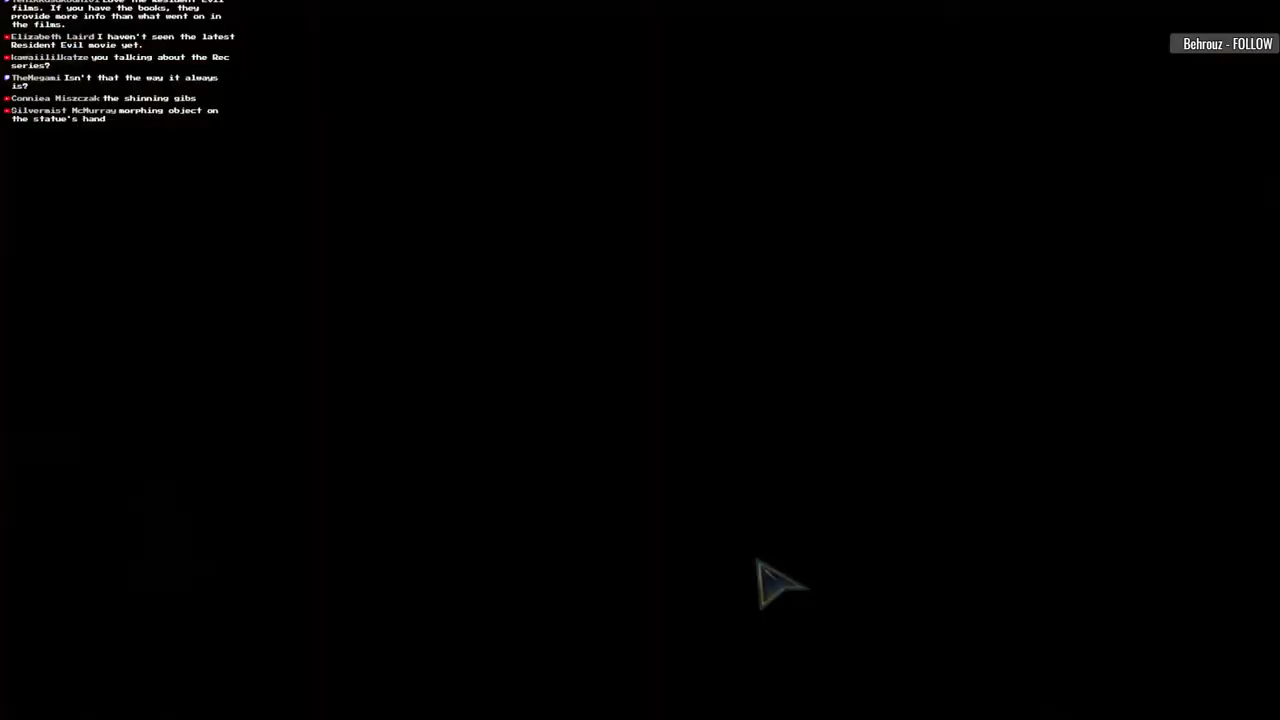 films. If you have the books, they
provide more info than what went on in
the films.
Elizabeth Laird I haven't seen the latest
Resident Evil movie yet.
kawaiililkatze you talking about the Rec
series?
TheMegami Isn't that the way it always
is?
Conniea Miszczak the shinning gibs
Silvermist McMurray morphing object on
the statue's hand
Behrouz - FOLLOW